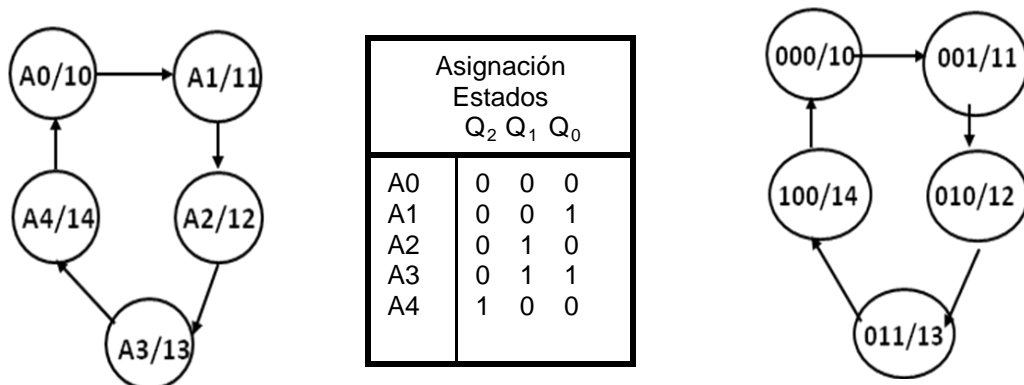 A0/10
A1/11
A4/14
A2/12
A3/13
Asignación
Estados
Q2 Q1 Q0
A0 0 0 0
A1 0 0 1
A2 0 1 0
A3 0 1 1
A4 1 0 0
000/10
001/11
100/14
010/12
011/13